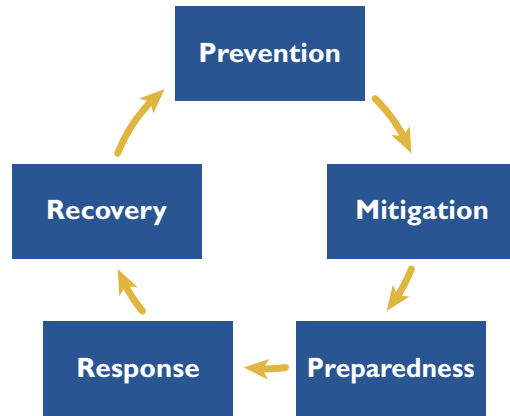 Prevention
Recovery
Mitigation
Response
Preparedness